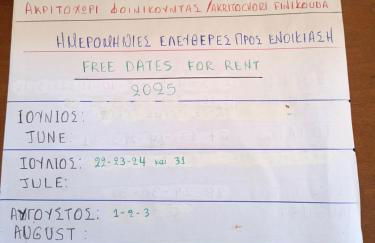 ΑΚΡΙΤΟΧΩΡΙ ΦΟΙΝΙΚΟΥΝΤΑΣ / AKRITOCHORI FINIKOUDA
ΗΜΕΡΟΜΗΝΙΕΣ ΕΛΕΥΘΕΡΕΣ ΠΡΟΣ ΕΝΟΙΚΙΑΣΗ
FREE DATES FOR RENT
2025
ΙΟΥΝΙΟΣ:
JUNE:
ΙΟΥΛΙΟΣ: 22-23-24 και 31
JULE:
ΑΥΓΟΥΣΤΟΣ: 1-2-3
AUGUST: